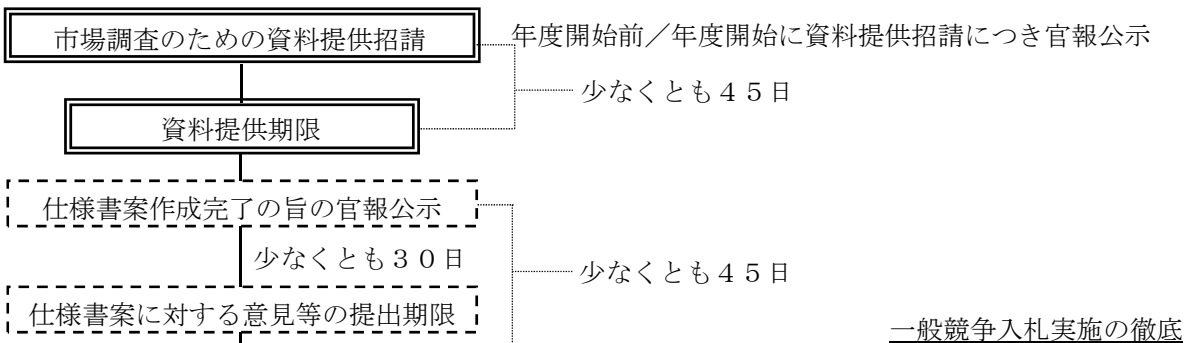 市場調査のための資料提供招請
年度開始前／年度開始に資料提供招請につき官報公示
少なくとも４５日
資料提供期限
仕様書案作成完了の旨の官報公示
少なくとも３０日
少なくとも４５日
仕様書案に対する意見等の提出期限
一般競争入札実施の徹底